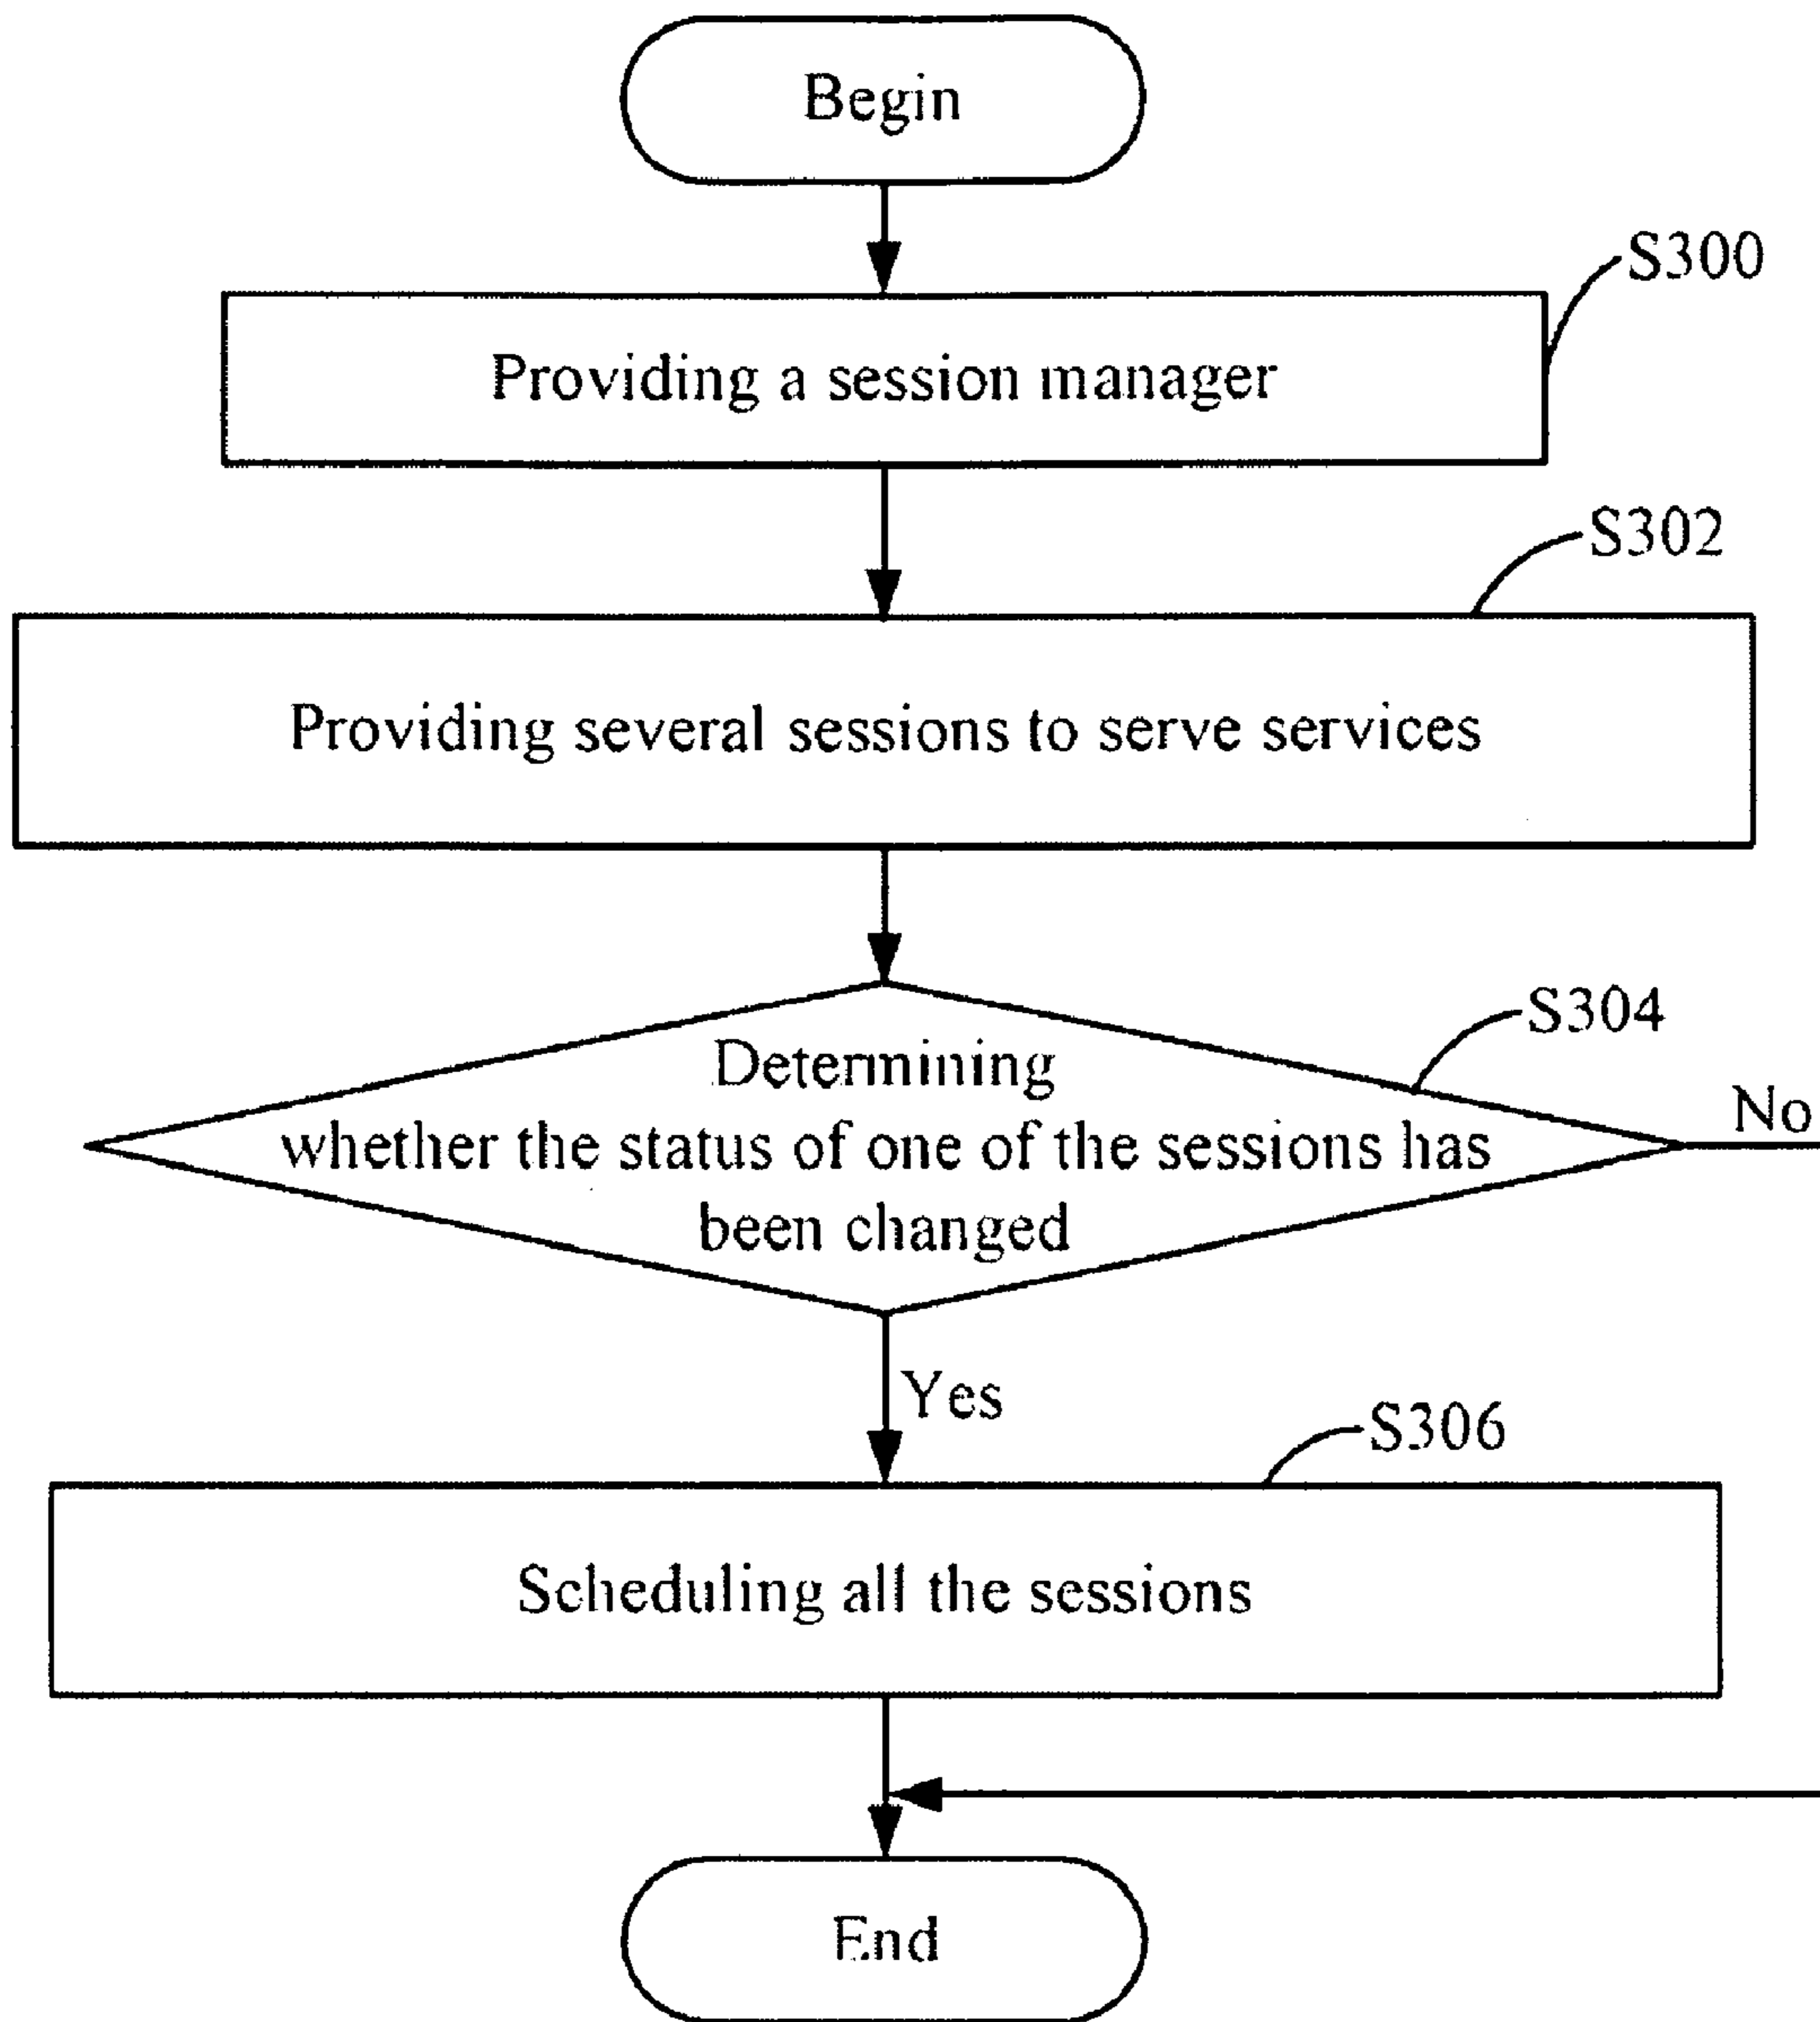 Begin
S300
Providing a session manager
S302
Providing several sessions to serve services
S304
Determining
whether the status of one of the sessions has
been changed
No
Yes
S306
Scheduling all the sessions
End